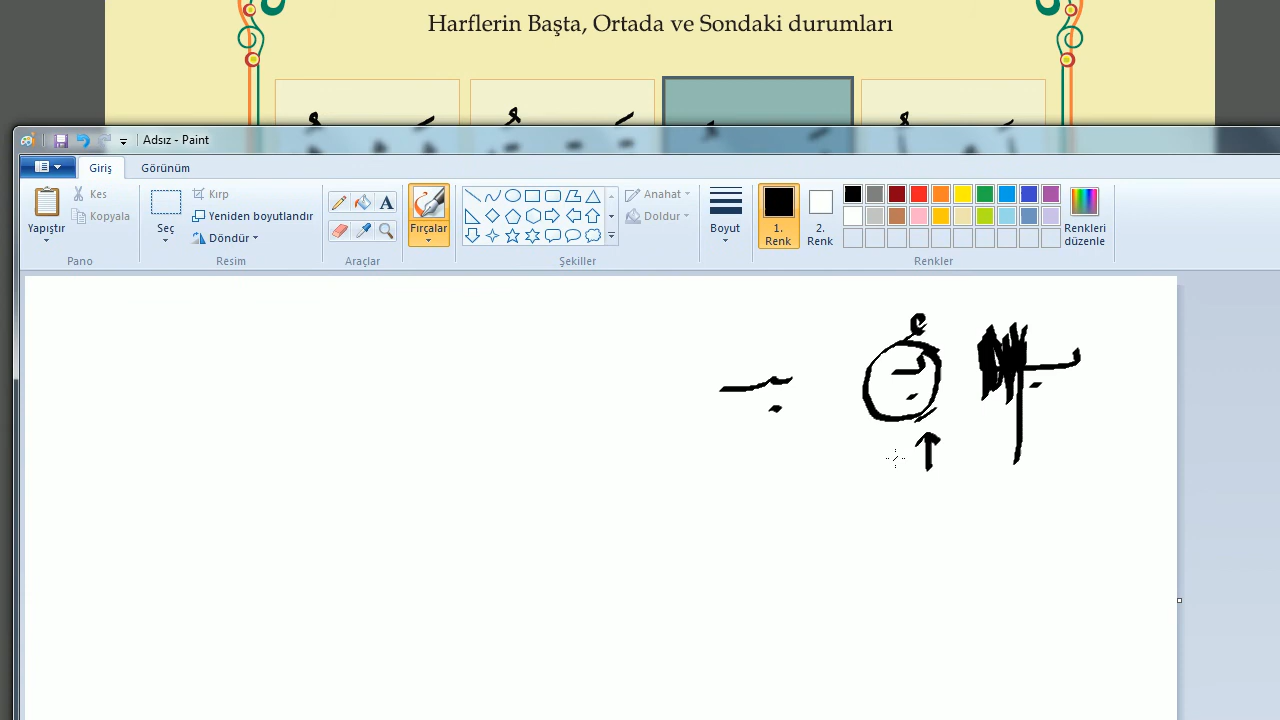 Harflerin Başta, Ortada ve Sondaki durumları
Adsız - Paint
Giriş
Görünüm
Yapıştır
Kes
Kopyala
Pano
Seç
Kırp
Yeniden boyutlandır
Döndür
Resim
A
Araçlar
Fırçalar
Anahat
Doldur
Şekiller
Boyut
1.
Renk
2.
Renk
Renkleri
düzenle
Renkler